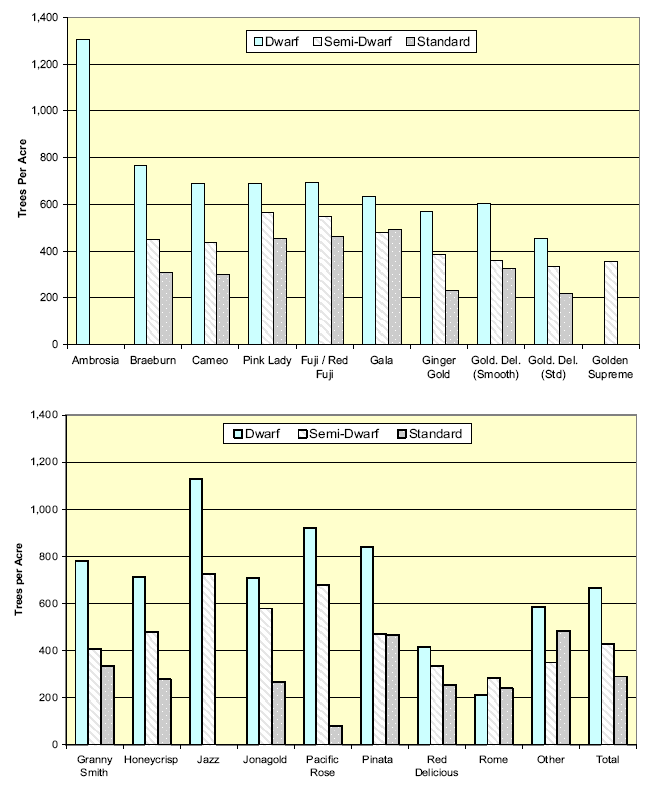 1,400
Dwarf Semi-Dwarf Standard
1,200
1,000
800
600
400
200
0
Trees Per Acre
Ambrosia Braeburn Cameo Pink Lady Fuji / Red Gala Ginger Gold. Del. Gold. Del. Golden
Fuji Gold (Smooth) (Std) Supreme
1,400
Dwarf Semi-Dwarf Standard
1,200
1,000
800
600
400
200
0
Trees per Acre
Granny Honeycrisp Jazz Jonagold Pacific Pinata Red Rome Other Total
Smith Rose Delicious